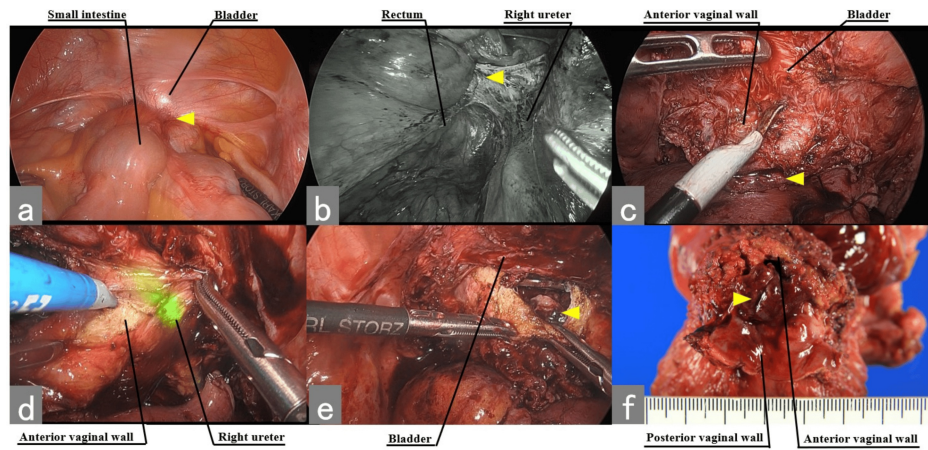 Small intestine
Bladder
Rectum
Right ureter
Anterior vaginal wall
Bladder
a
b
c
d
e
f
RL STORZ
Anterior vaginal wall
Right ureter
Bladder
Posterior vaginal wall
Anterior vaginal wall